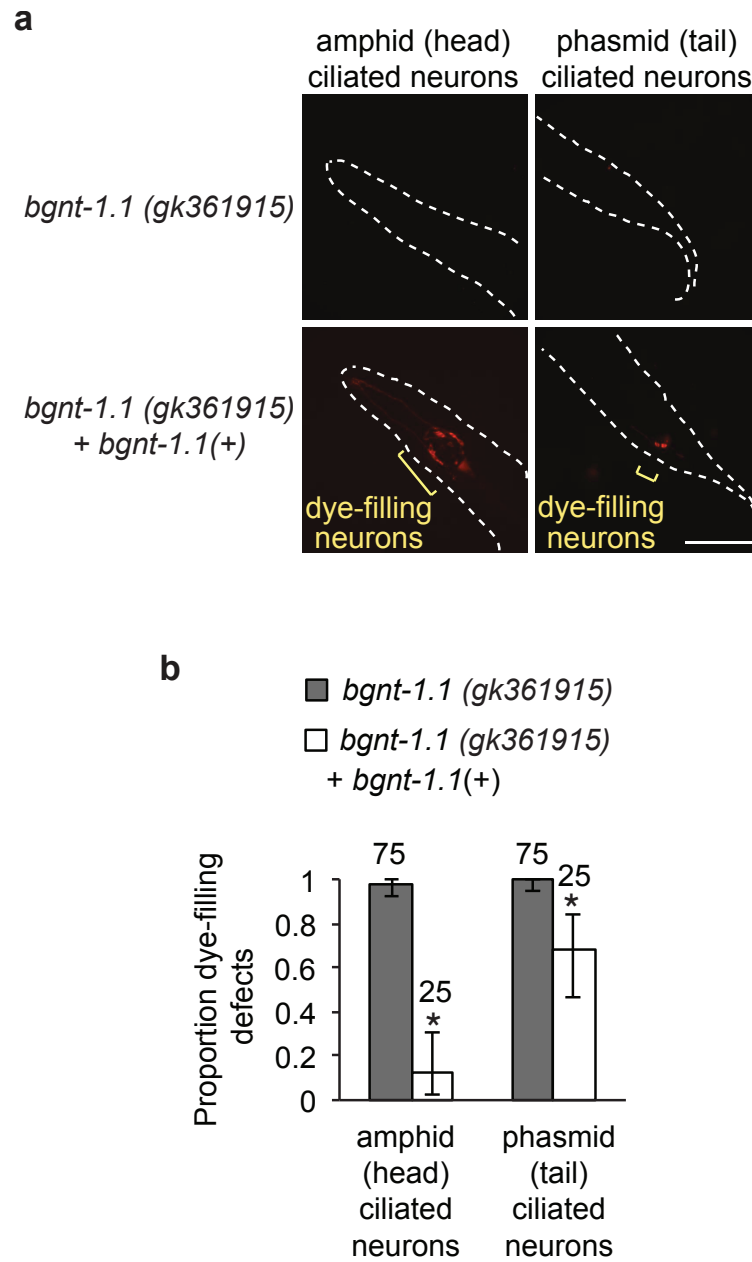 a
amphid (head)
ciliated neurons
phasmid (tail)
ciliated neurons
bgnt-1.1 (gk361915)
bgnt-1.1 (gk361915)
+ bgnt-1.1(+)
dye-filling
neurons
dye-filling
neurons
b
bgnt-1.1 (gk361915)
bgnt-1.1 (gk361915)
+ bgnt-1.1(+)
Proportion dye-filling
defects
1
0.8
0.6
0.4
0.2
0
75
25
*
75
25
*
amphid
(head)
ciliated
neurons
phasmid
(tail)
ciliated
neurons